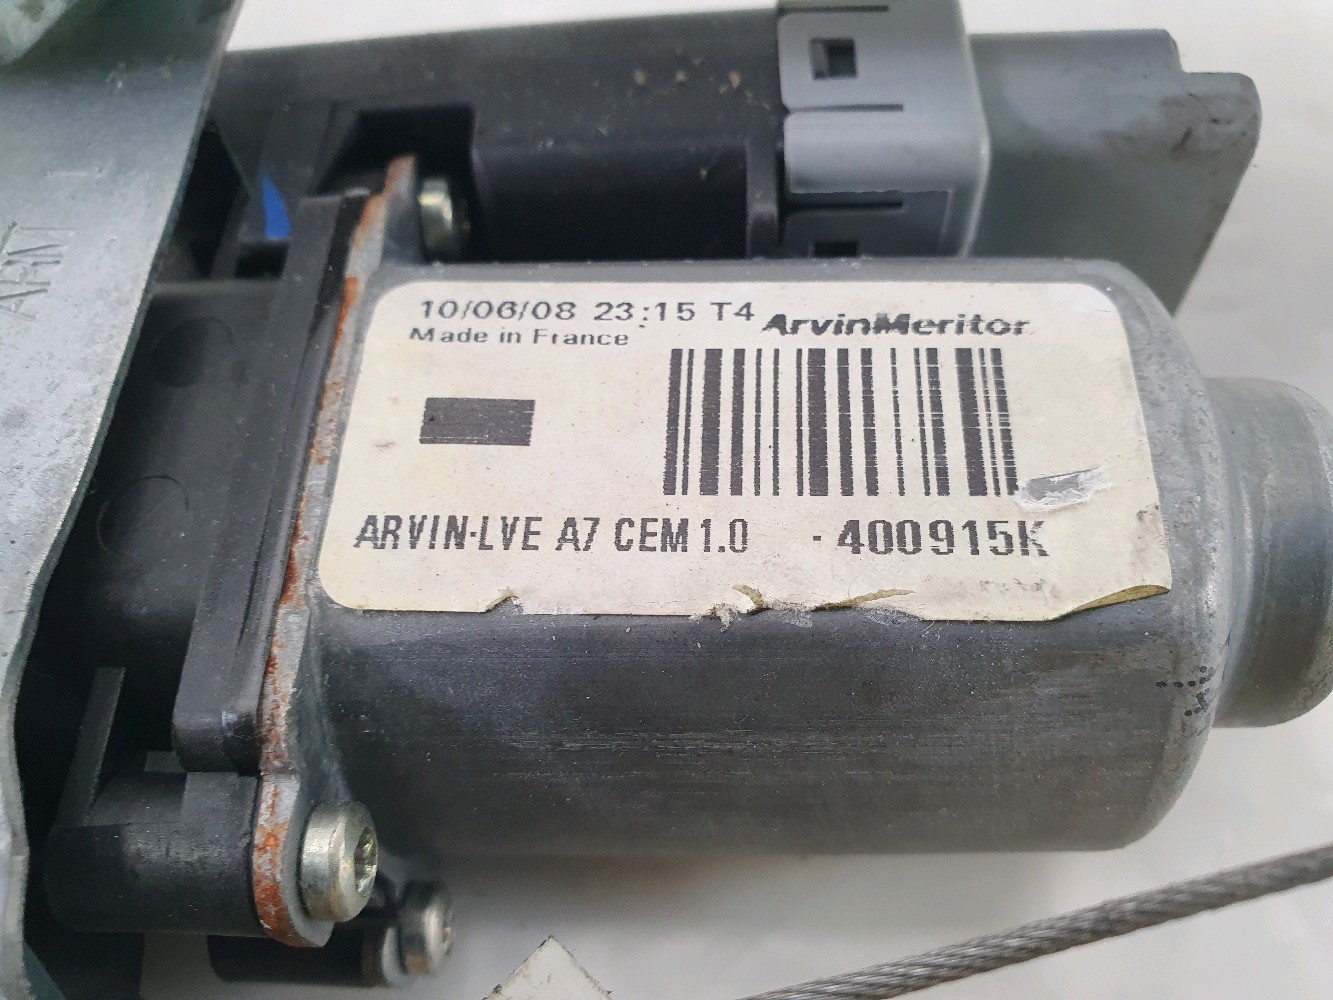 10/06/08 23:15 T4
ArvinMeritor
Made in France
ARVIN-LVE A7 CEM 1.0 -400915K